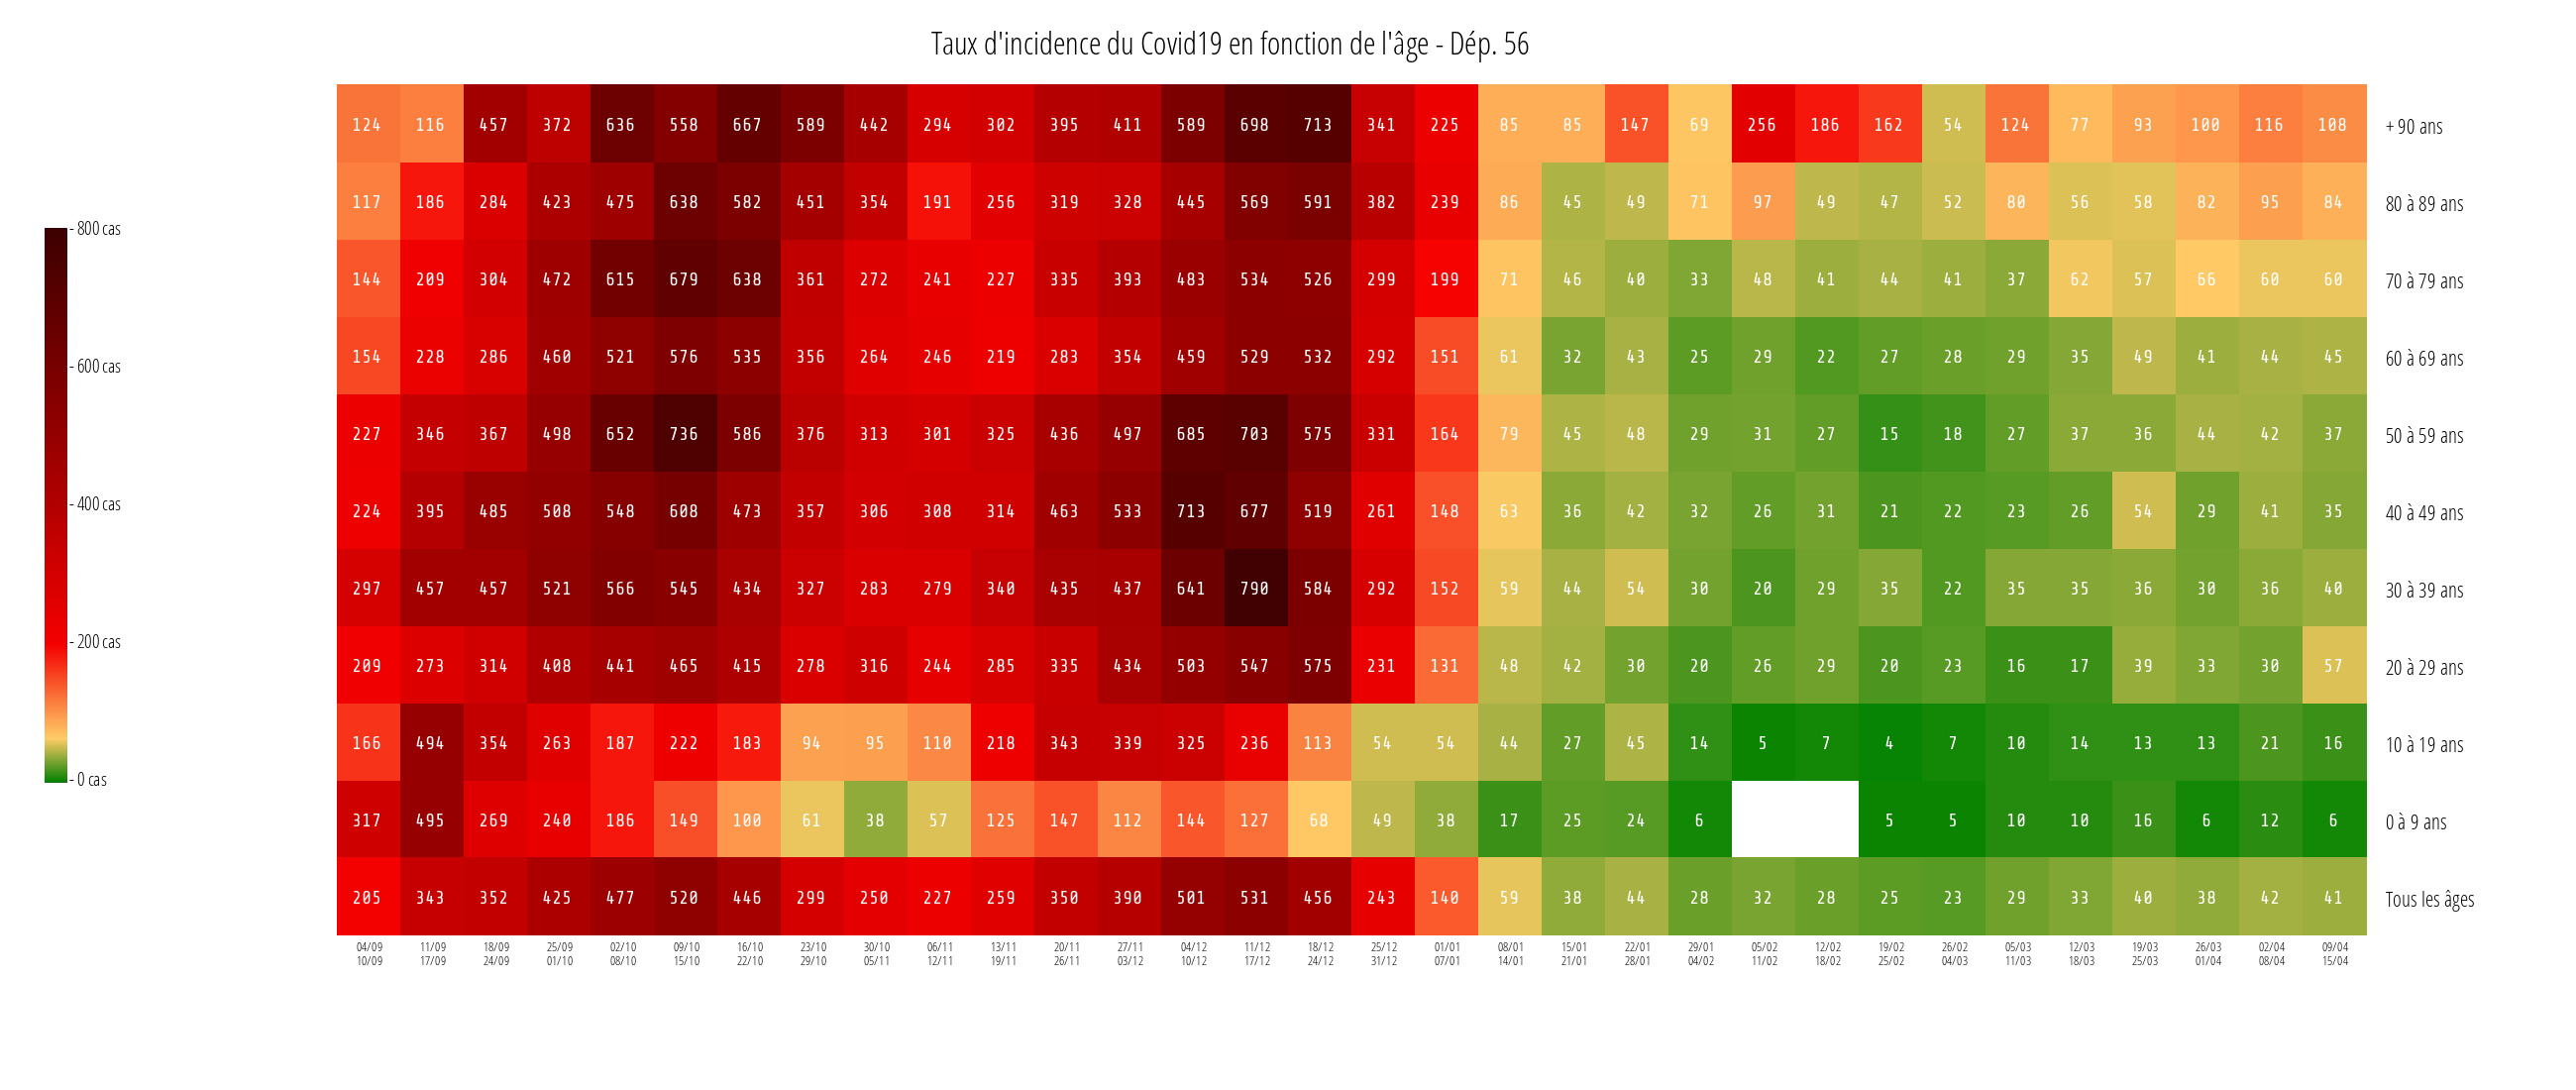 Taux d'incidence du Covid19 en fonction de l'âge - Dép. 56
- 800 cas
- 600 cas
- 400 cas
- 200 cas
- 0 cas
124 116 457 372 636 558 667 589 442 294 302 395 411 589 698 713 341 225 85 85 147 69 256 186 162 54 124 77 93 100 116 108 + 90 ans
117 186 284 423 475 638 582 451 354 191 256 319 328 445 569 591 382 239 86 45 49 71 97 49 47 52 80 56 58 82 95 84 80 à 89 ans
144 209 304 472 615 679 638 361 272 241 227 335 393 483 534 526 299 199 71 46 40 33 48 41 44 41 37 62 57 66 60 60 70 à 79 ans
154 228 286 460 521 576 535 356 264 246 219 283 354 459 529 532 292 151 61 32 43 25 29 22 27 28 29 35 49 41 44 45 60 à 69 ans
227 346 367 498 652 736 586 376 313 301 325 436 497 685 703 575 331 164 79 45 48 29 31 27 15 18 27 37 36 44 42 37 50 à 59 ans
224 395 485 508 548 608 473 357 306 308 314 463 533 713 677 519 261 148 63 36 42 32 26 31 21 22 23 26 54 29 41 35 40 à 49 ans
297 457 457 521 566 545 434 327 283 279 340 435 437 641 790 584 292 152 59 44 54 30 20 29 35 22 35 35 36 30 36 40 30 à 39 ans
209 273 314 408 441 465 415 278 316 244 285 335 434 503 547 575 231 131 48 42 30 20 26 29 20 23 16 17 39 33 30 57 20 à 29 ans
166 494 354 263 187 222 183 94 95 110 218 343 339 325 236 113 54 54 44 27 45 14 5 7 4 7 10 14 13 13 21 16 10 à 19 ans
317 495 269 240 186 149 100 61 38 57 125 147 112 144 127 68 49 38 17 25 24 6 5 5 10 10 16 6 12 6 0 à 9 ans
205 343 352 425 477 520 446 299 250 227 259 350 390 501 531 456 243 140 59 38 44 28 32 28 25 23 29 33 40 38 42 41 Tous les âges
04/09 11/09 18/09 25/09 02/10 09/10 16/10 23/10 30/10 06/11 13/11 20/11 27/11 04/12 11/12 18/12 25/12 01/01 08/01 15/01 22/01 29/01 05/02 12/02 19/02 26/02 05/03 12/03 19/03 26/03 02/04 09/04
10/09 17/09 24/09 01/10 08/10 15/10 22/10 29/10 05/11 12/11 19/11 26/11 03/12 10/12 17/12 24/12 31/12 07/01 14/01 21/01 28/01 04/02 11/02 18/02 25/02 04/03 11/03 18/03 25/03 01/04 08/04 15/04